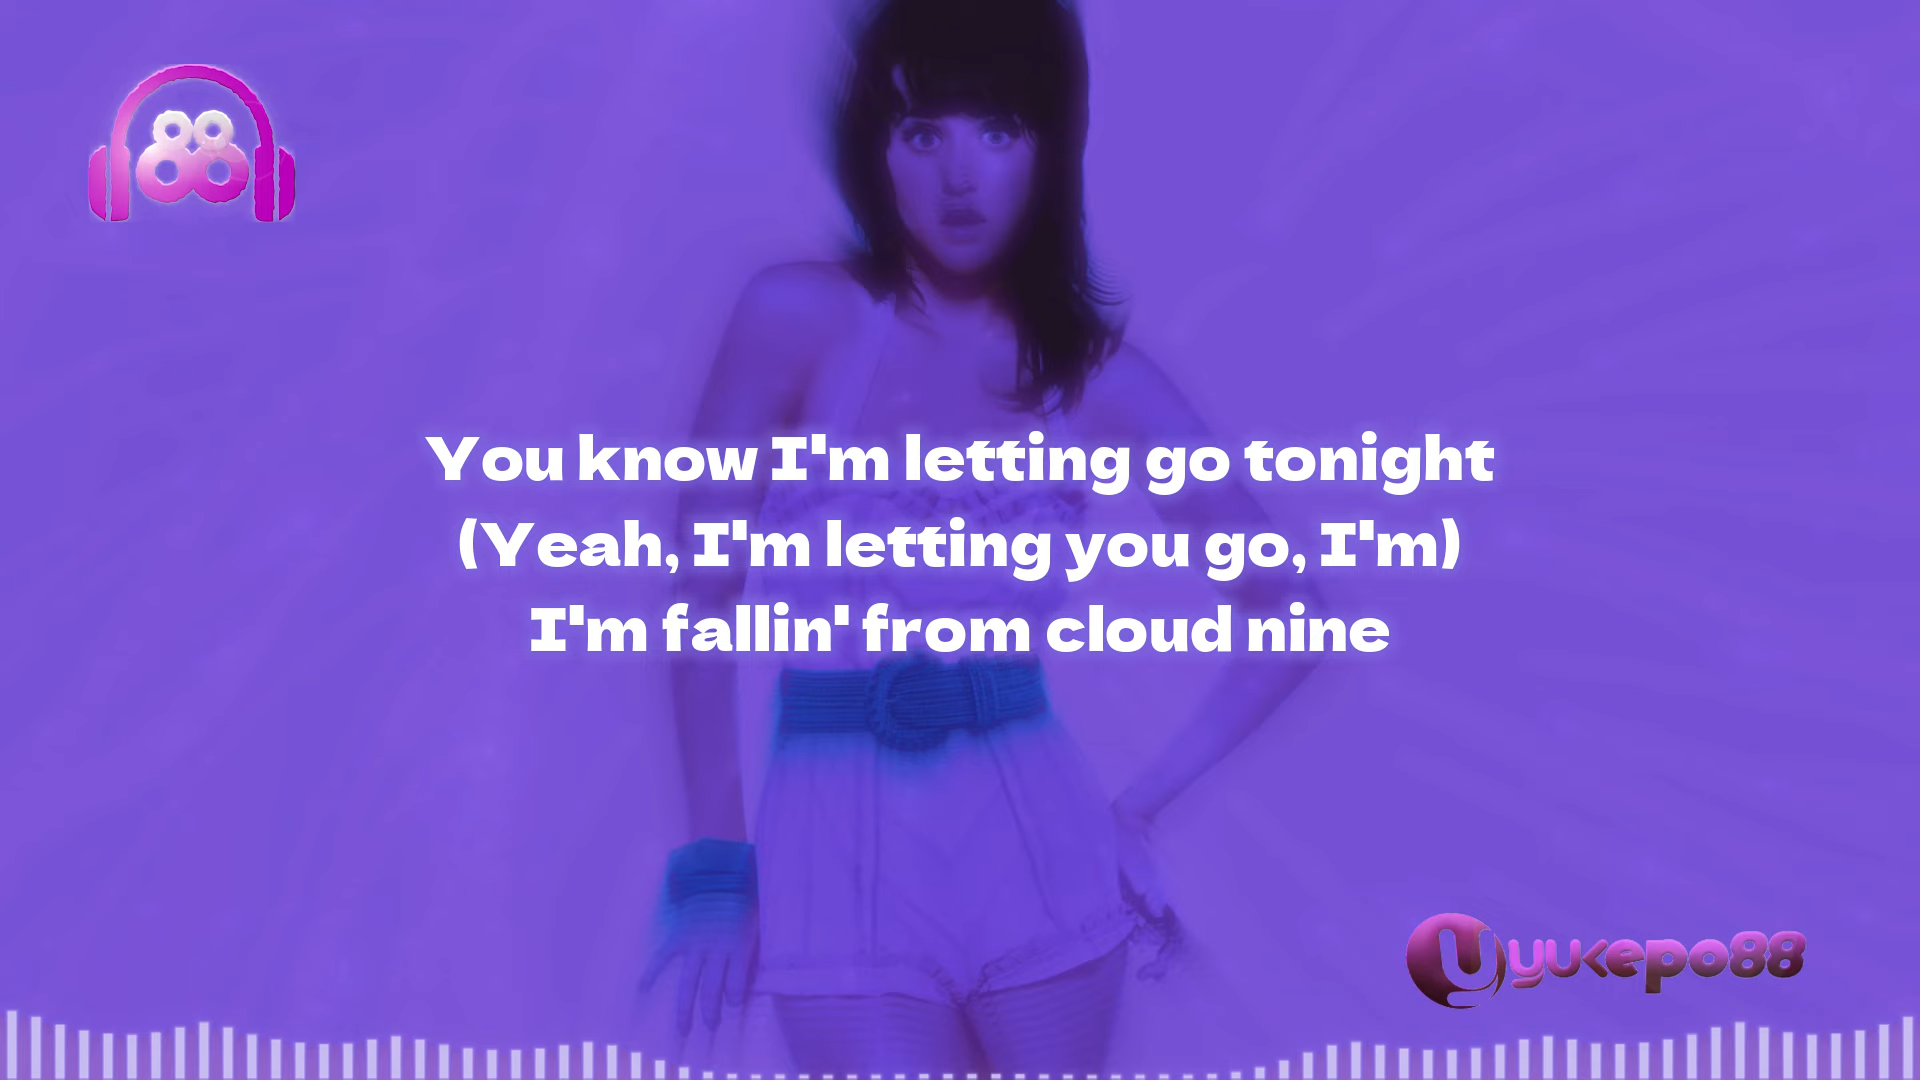 88
You know I'm letting go tonight
(Yeah, I'm letting you go, I'm)
I'm fallin' from cloud nine
yukepo88